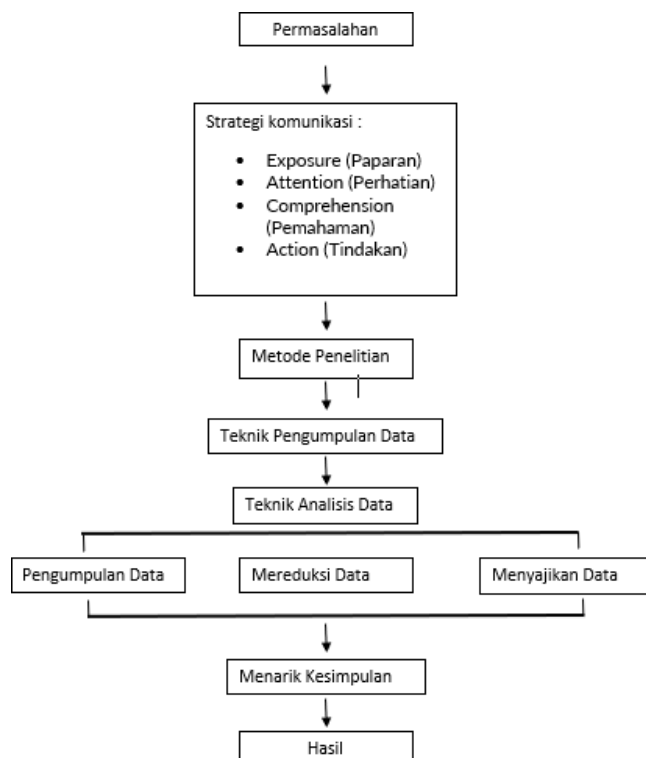 Permasalahan
Strategi komunikasi :
• Exposure (Paparan)
• Attention (Perhatian)
• Comprehension
(Pemahaman)
• Action (Tindakan)
Metode Penelitian
Teknik Pengumpulan Data
Teknik Analisis Data
Pengumpulan Data
Mereduksi Data
Menyajikan Data
Menarik Kesimpulan
Hasil